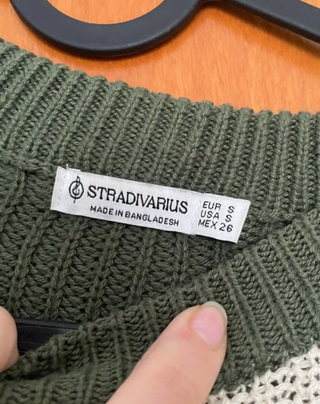 STRADIVARIUS
MADE IN BANGLADESH
EUR S
USA S
MEX 26